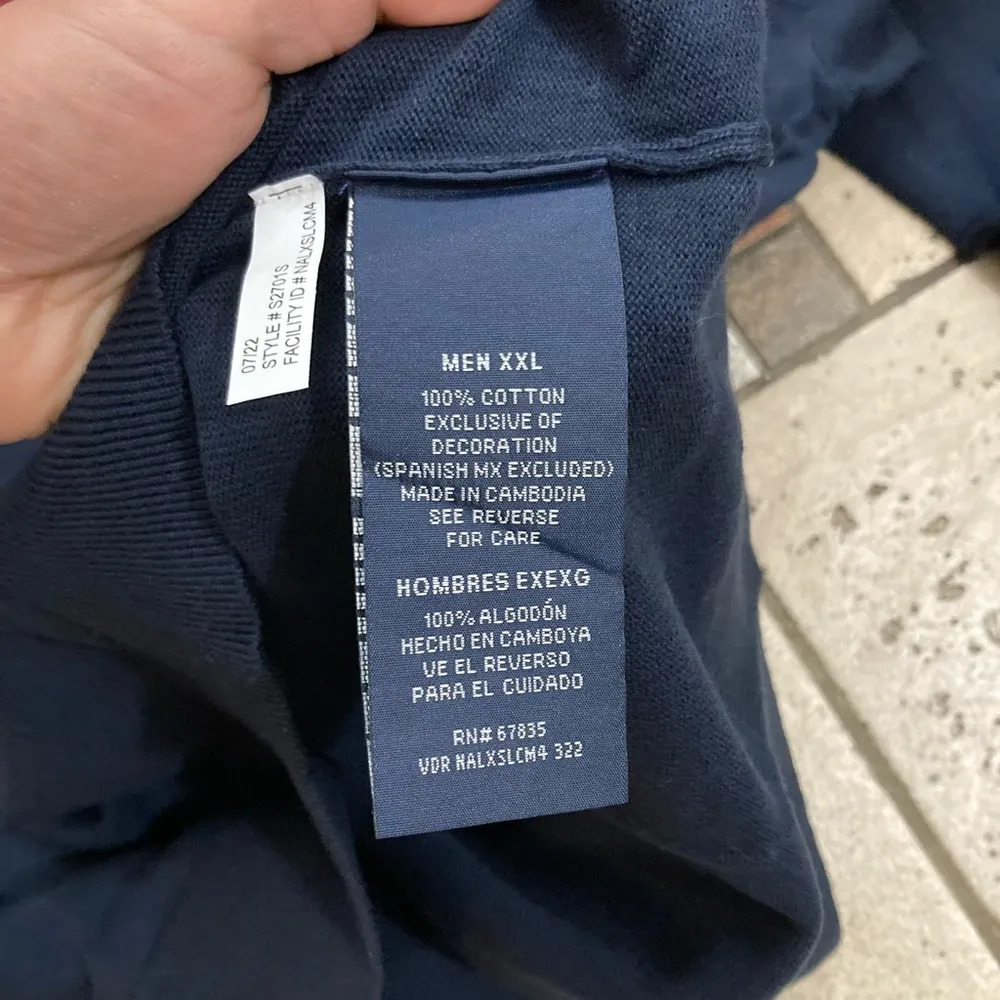 07/22
STYLE # S2701S
FACILITY ID # NALXSLCM4
MEN XXL
100% COTTON
EXCLUSIVE OF
DECORATION
(SPANISH MX EXCLUDED)
MADE IN CAMBODIA
SEE REVERSE
FOR CARE
HOMBRES EXEXG
100% ALGODÓN
HECHO EN CAMBOYA
VE EL REVERSO
PARA EL CUIDADO
RN# 67835
VDR NALXSLCM4 322